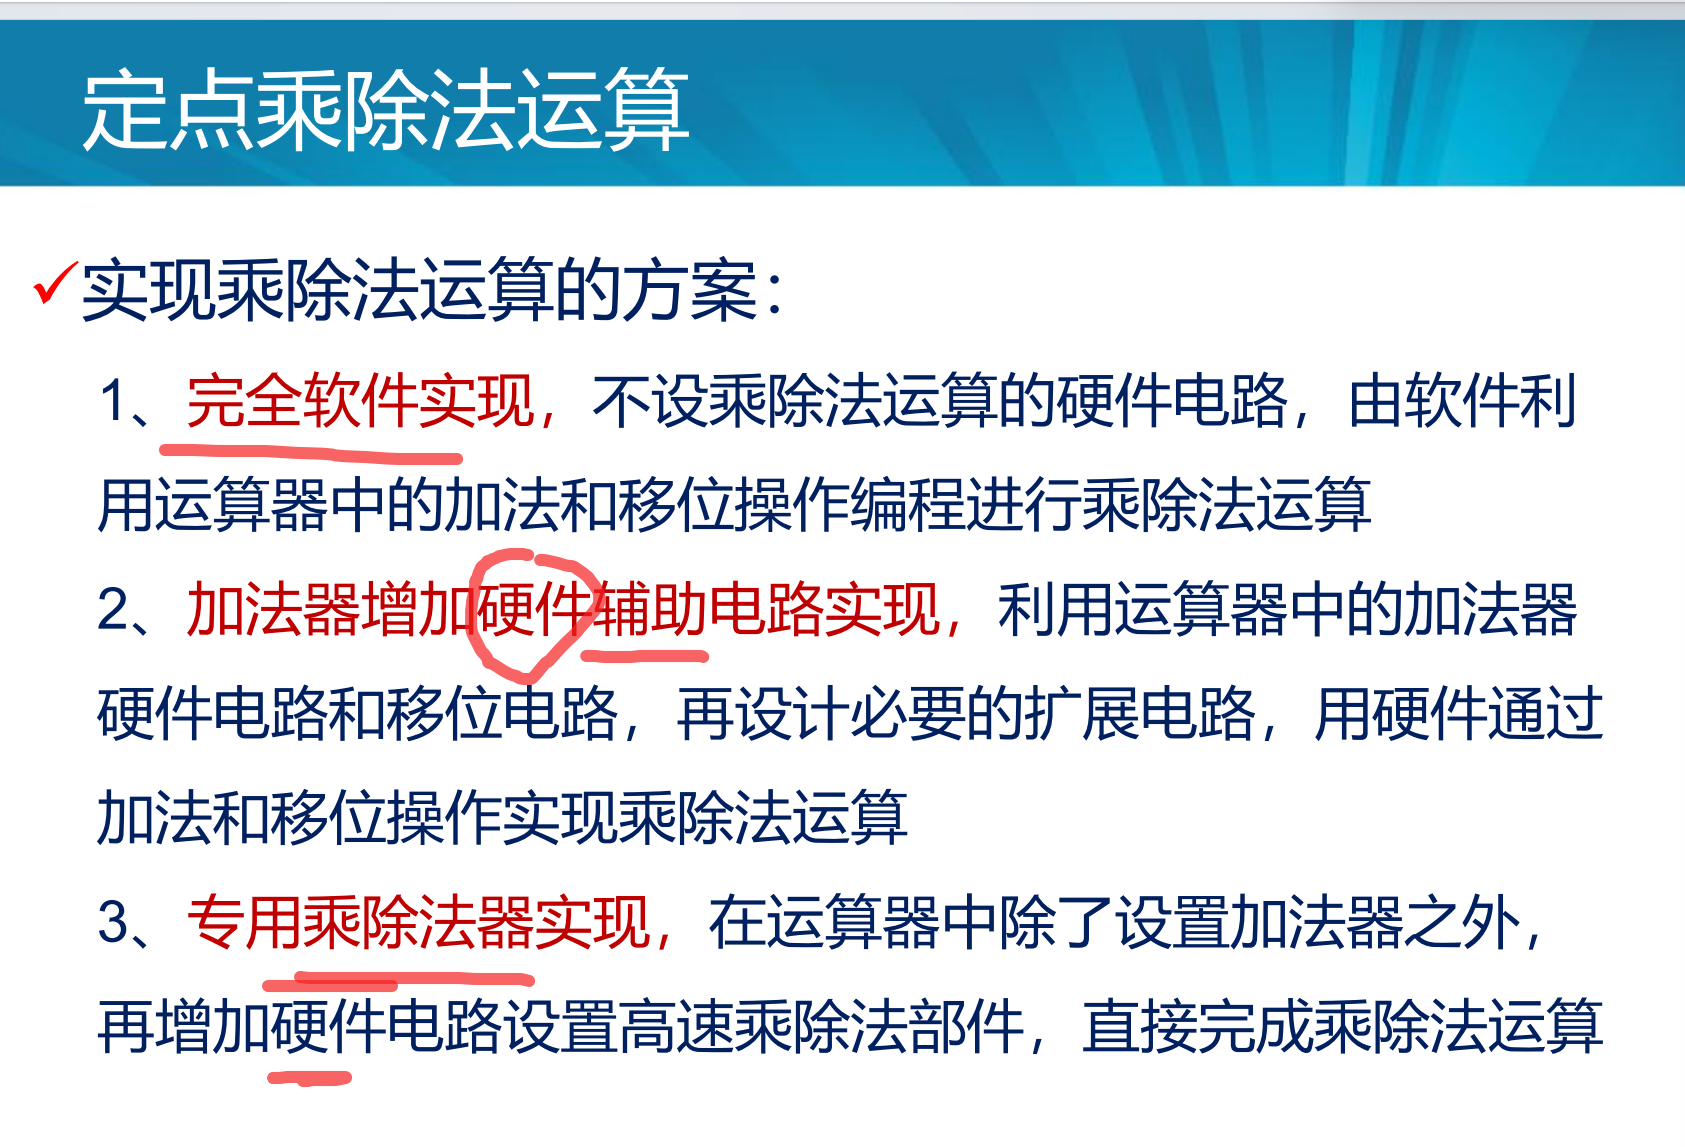 定点乘除法运算
实现乘除法运算的方案：
1、完全软件实现，不设乘除法运算的硬件电路，由软件利
用运算器中的加法和移位操作编程进行乘除法运算
2、加法器增加硬件辅助电路实现，利用运算器中的加法器
硬件电路和移位电路，再设计必要的扩展电路，用硬件通过
加法和移位操作实现乘除法运算
3、专用乘除法器实现，在运算器中除了设置加法器之外，
再增加硬件电路设置高速乘除法部件，直接完成乘除法运算